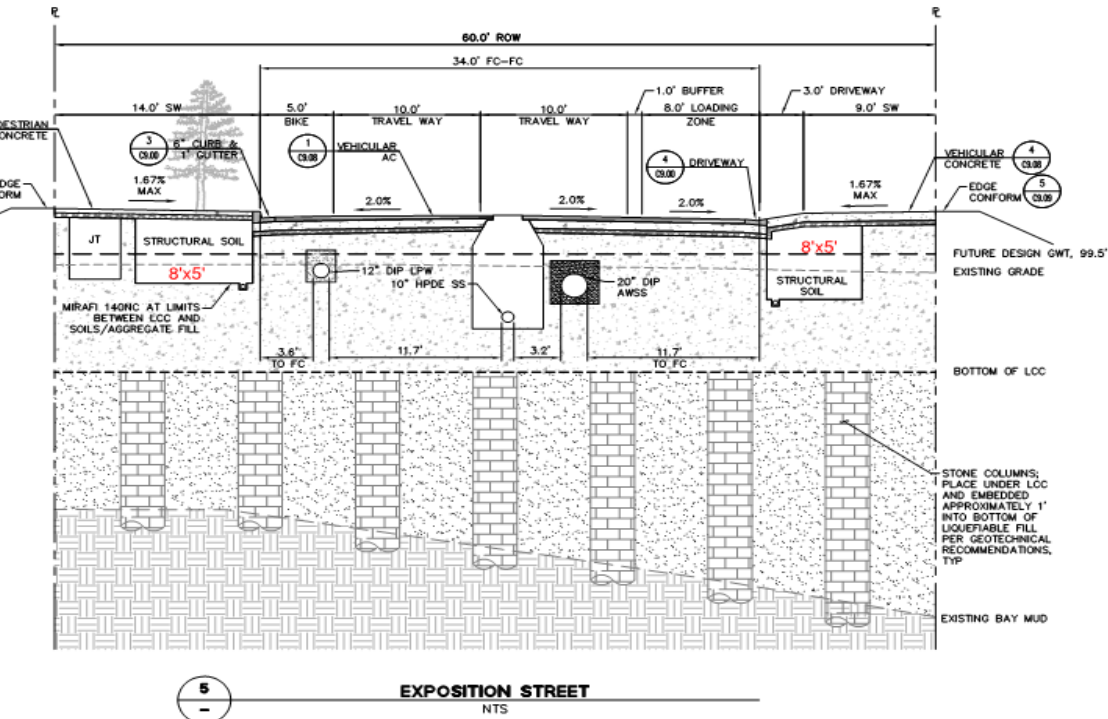 PL
PL
60.0' ROW
34.0' FC-FC
1.0' BUFFER
3.0' DRIVEWAY
14.0' SW
5.0'
BIKE
10.0'
TRAVEL WAY
10.0'
TRAVEL WAY
8.0' LOADING
ZONE
9.0' SW
DESTRIAN
ONCRETE
3
C9.00
6" CURB &
1' GUTTER
1
C9.08
VEHICULAR
AC
4
C9.00
DRIVEWAY
VEHICULAR
CONCRETE
4
C9.08
EDGE
CONFORM
5
C9.09
DGE
ORM
1.67%
MAX
2.0%
2.0%
2.0%
1.67%
MAX
JT
STRUCTURAL SOIL
8'x5'
8'x5'
STRUCTURAL
SOIL
FUTURE DESIGN GWT, 99.5'
EXISTING GRADE
12" DIP LPW
10" HPDE SS
20" DIP
AWSS
MIRAFI 140NC AT LIMITS
BETWEEN LCC AND
SOILS/AGGREGATE FILL
3.6'
TO FC
11.7'
3.2'
11.7'
TO FC
BOTTOM OF LCC
STONE COLUMNS;
PLACE UNDER LCC
AND EMBEDDED
APPROXIMATELY 1'
INTO BOTTOM OF
LIQUEFIABLE FILL
PER GEOTECHNICAL
RECOMMENDATIONS,
TYP
EXISTING BAY MUD
5
–
EXPOSITION STREET
NTS